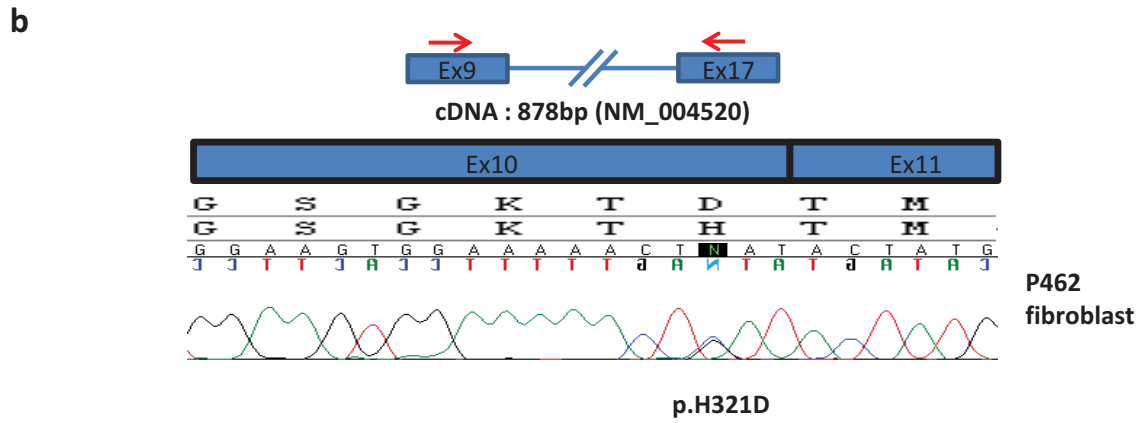 b
Ex9 Ex17
cDNA : 878bp (NM_004520)
Ex10 Ex11
G S G K T D T M
G S G K T H T M
G G A A G T G G A A A A A C T N A T A C T A T G
C C T T C A C C T T T T T G A N T A T G A T A C
P462
fibroblast
p.H321D